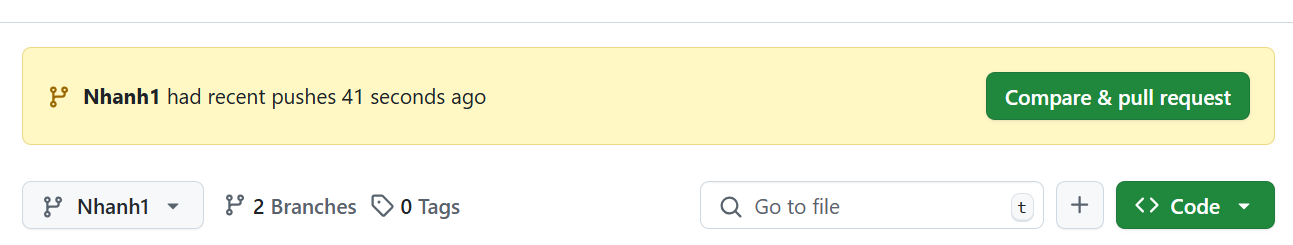 Nhanh1 had recent pushes 41 seconds ago
Compare & pull request
Nhanh1 2 Branches 0 Tags Go to file t + <> Code